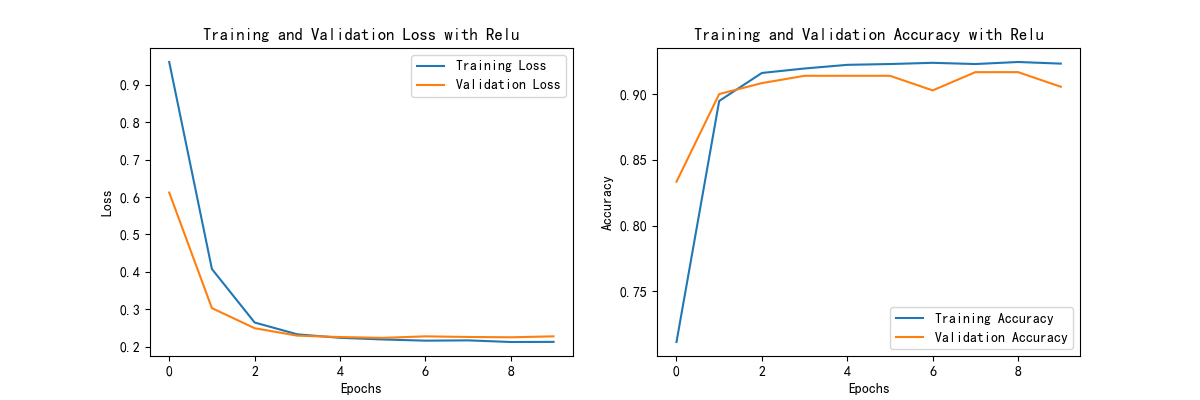 Training and Validation Loss with Relu
Training Loss
Validation Loss
0.9
0.8
0.7
0.6
0.5
0.4
0.3
0.2
Loss
0 2 4 6 8
Epochs
Training and Validation Accuracy with Relu
0.90
0.85
0.80
0.75
Accuracy
Training Accuracy
Validation Accuracy
0 2 4 6 8
Epochs